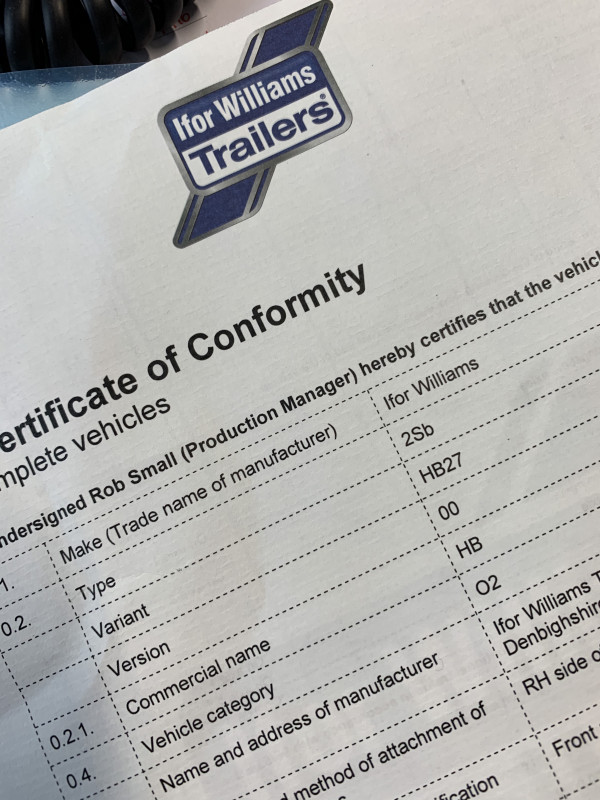 Ifor Williams
Trailers
ertificate of Conformity
mplete vehicles
ndersigned Rob Small (Production Manager) hereby certifies that the vehicl
1. Make (Trade name of manufacturer) Ifor Williams
0.2. Type 2Sb
Variant HB27
Version 00
0.2.1. Commercial name HB
0.4. Vehicle category O2
Name and address of manufacturer Ifor Williams T
Denbighshire
method of attachment of RH side o
fication Front